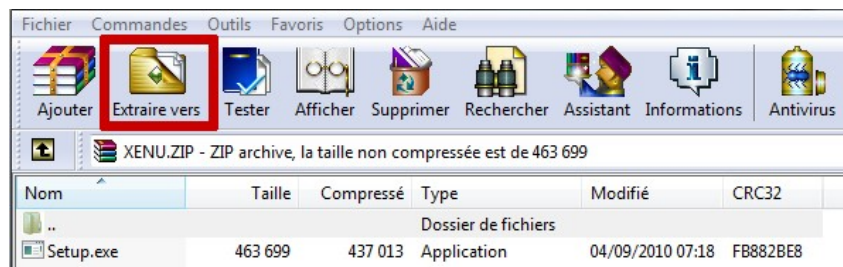 Fichier Commandes Outils Favoris Options Aide
Ajouter Extraire vers Tester Afficher Supprimer Rechercher Assistant Informations Antivirus
XENU.ZIP - ZIP archive, la taille non compressée est de 463 699
Nom Taille Compressé Type Modifié CRC32
.. Dossier de fichiers
Setup.exe 463 699 437 013 Application 04/09/2010 07:18 FB882BE8